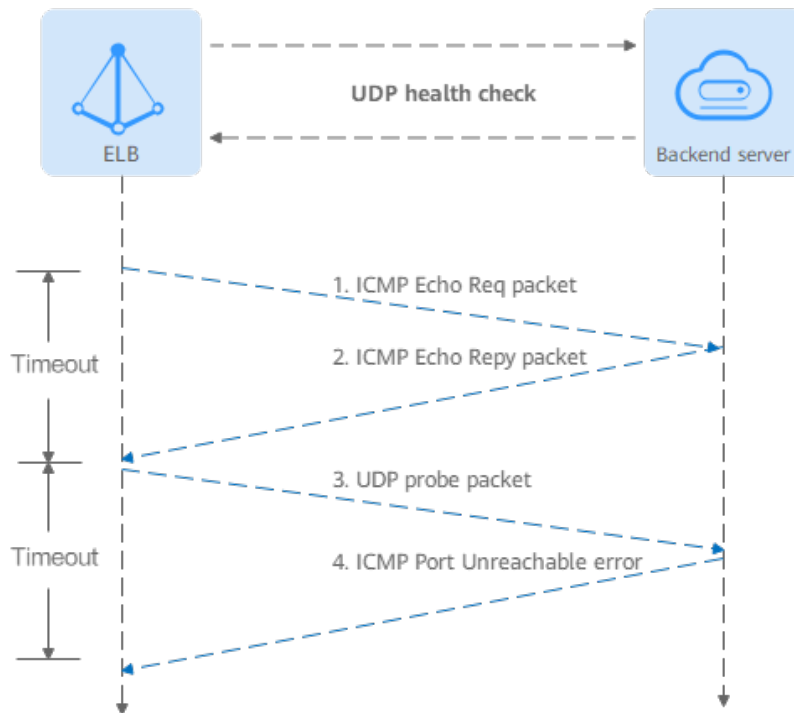 UDP health check
ELB
Backend server
1. ICMP Echo Req packet
Timeout
2. ICMP Echo Repy packet
3. UDP probe packet
Timeout
4. ICMP Port Unreachable error